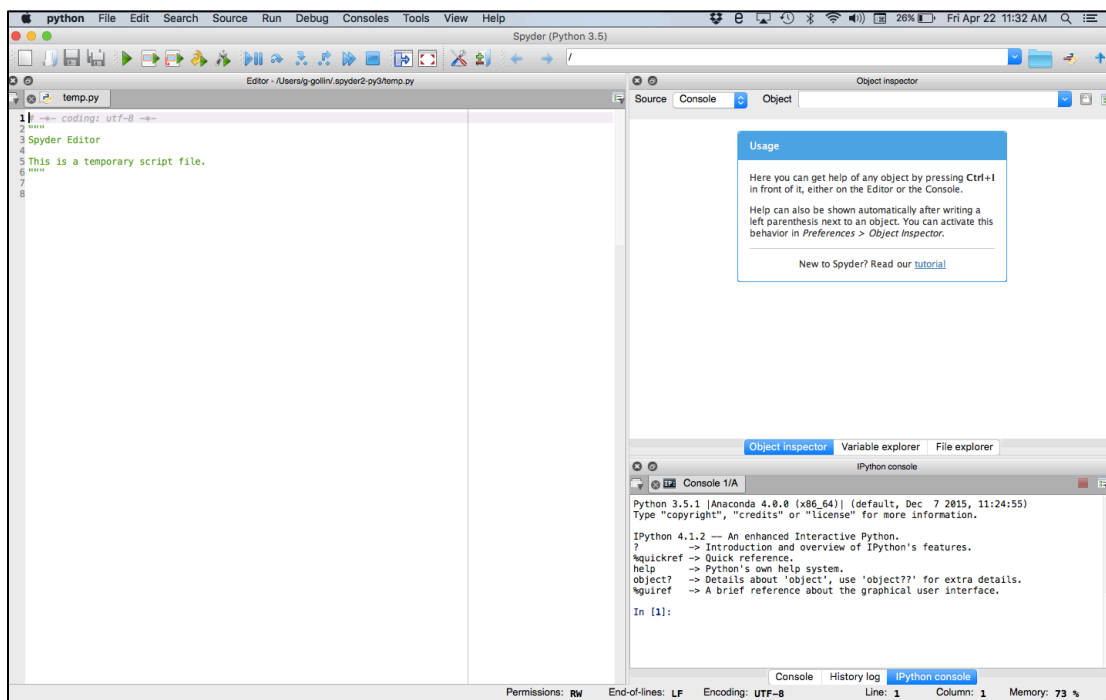 python File Edit Search Source Run Debug Consoles Tools View Help 26% Fri Apr 22 11:32 AM
Spyder (Python 3.5)
/
Editor - /Users/g-gollin/.spyder2-py3/temp.py
temp.py
1 # -*- coding: utf-8 -*-
2 """
3 Spyder Editor
4
5 This is a temporary script file.
6 """
7
8
Object inspector
Source Console Object
Usage
Here you can get help of any object by pressing Ctrl+I
in front of it, either on the Editor or the Console.
Help can also be shown automatically after writing a
left parenthesis next to an object. You can activate this
behavior in Preferences > Object Inspector.
New to Spyder? Read our tutorial
Object inspector Variable explorer File explorer
IPython console
IP: Console 1/A
Python 3.5.1 |Anaconda 4.0.0 (x86_64)| (default, Dec  7 2015, 11:24:55)
Type "copyright", "credits" or "license" for more information.
IPython 4.1.2 -- An enhanced Interactive Python.
?         -> Introduction and overview of IPython's features.
%quickref -> Quick reference.
help      -> Python's own help system.
object?   -> Details about 'object', use 'object??' for extra details.
%guiref   -> A brief reference about the graphical user interface.
In [1]:
Console History log IPython console
Permissions: RW End-of-lines: LF Encoding: UTF-8 Line: 1 Column: 1 Memory: 73 %